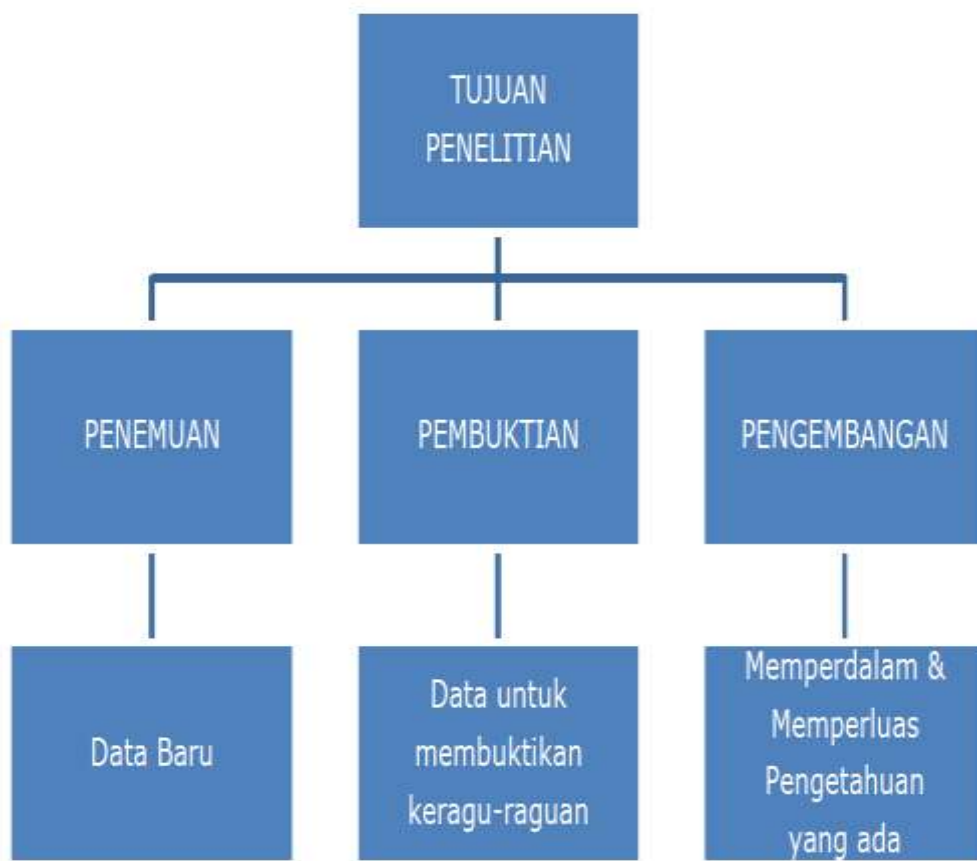 TUJUAN
PENELITIAN
PENEMUAN
PEMBUKTIAN
PENGEMBANGAN
Data Baru
Data untuk
membuktikan
keragu-raguan
Memperdalam &
Memperluas
Pengetahuan
yang ada